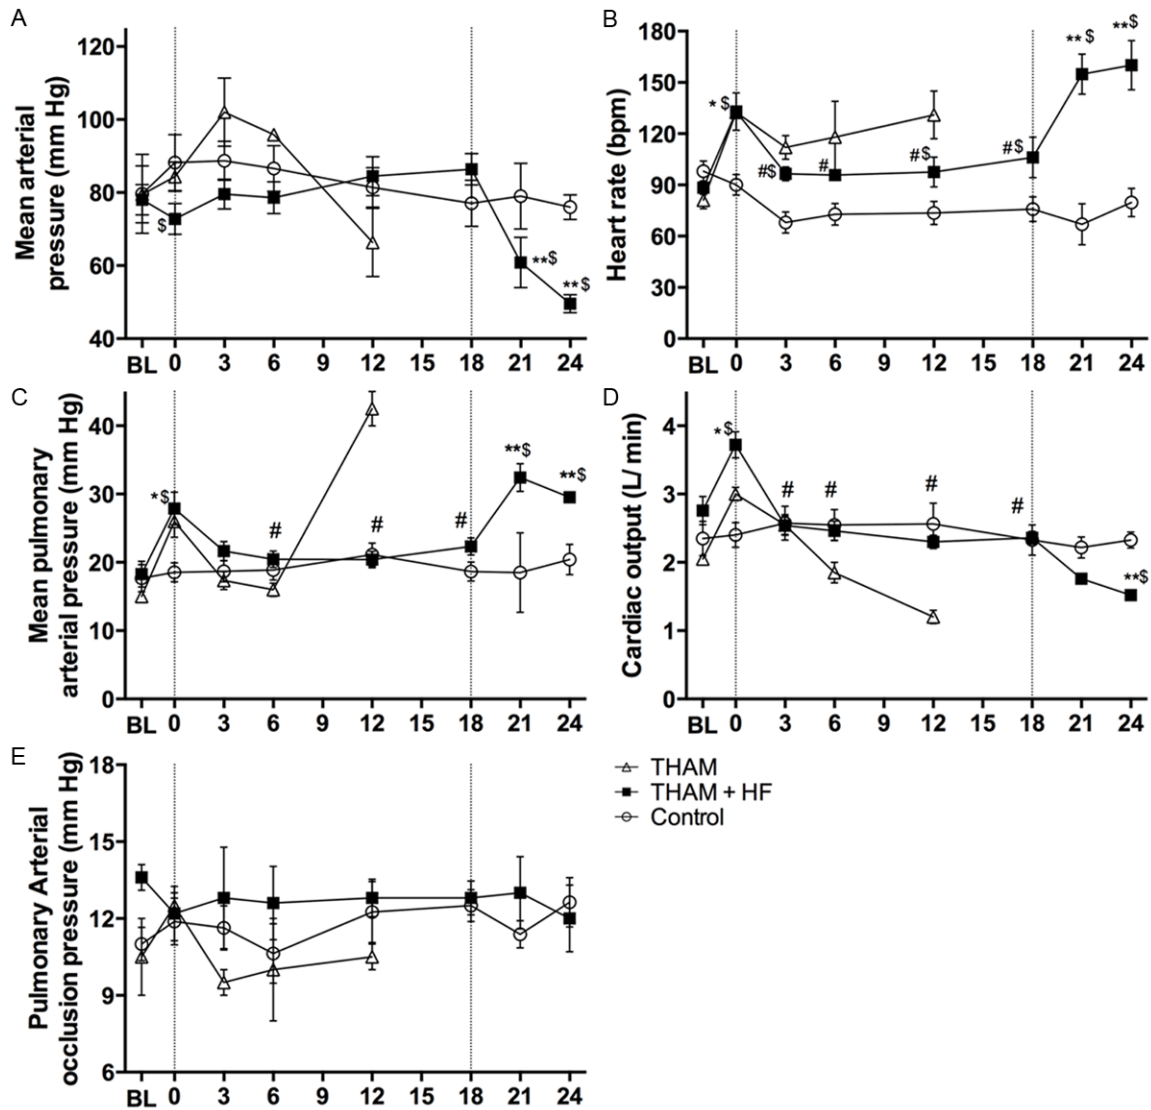 A
Mean arterial
pressure (mm Hg)
120
100
80
60
40
$
**$
**$
BL 0 3 6 9 12 15 18 21 24
B
Heart rate (bpm)
180
150
120
90
60
30
0
* $
#$
#
#$
#$
**$
**$
BL 0 3 6 9 12 15 18 21 24
C
Mean pulmonary
arterial pressure (mm Hg)
40
30
20
10
0
*$
#
#
#
**$
**$
BL 0 3 6 9 12 15 18 21 24
D
Cardiac output (L/ min)
4
3
2
1
0
*$
#
#
#
#
**$
BL 0 3 6 9 12 15 18 21 24
E
Pulmonary Arterial
occlusion pressure (mm Hg)
18
15
12
9
6
BL 0 3 6 9 12 15 18 21 24
THAM
THAM + HF
Control